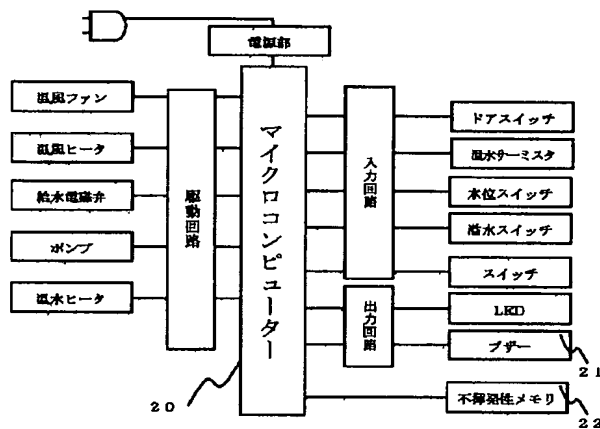 電源部
温風ファン
温風ヒータ
給水電磁弁
ポンプ
温水ヒータ
駆動回路
マイクロコンピューター
入力回路
出力回路
ドアスイッチ
温水サーミスタ
水位スイッチ
溢水スイッチ
スイッチ
LED
ブザー
不揮発性メモリ
20
21
22